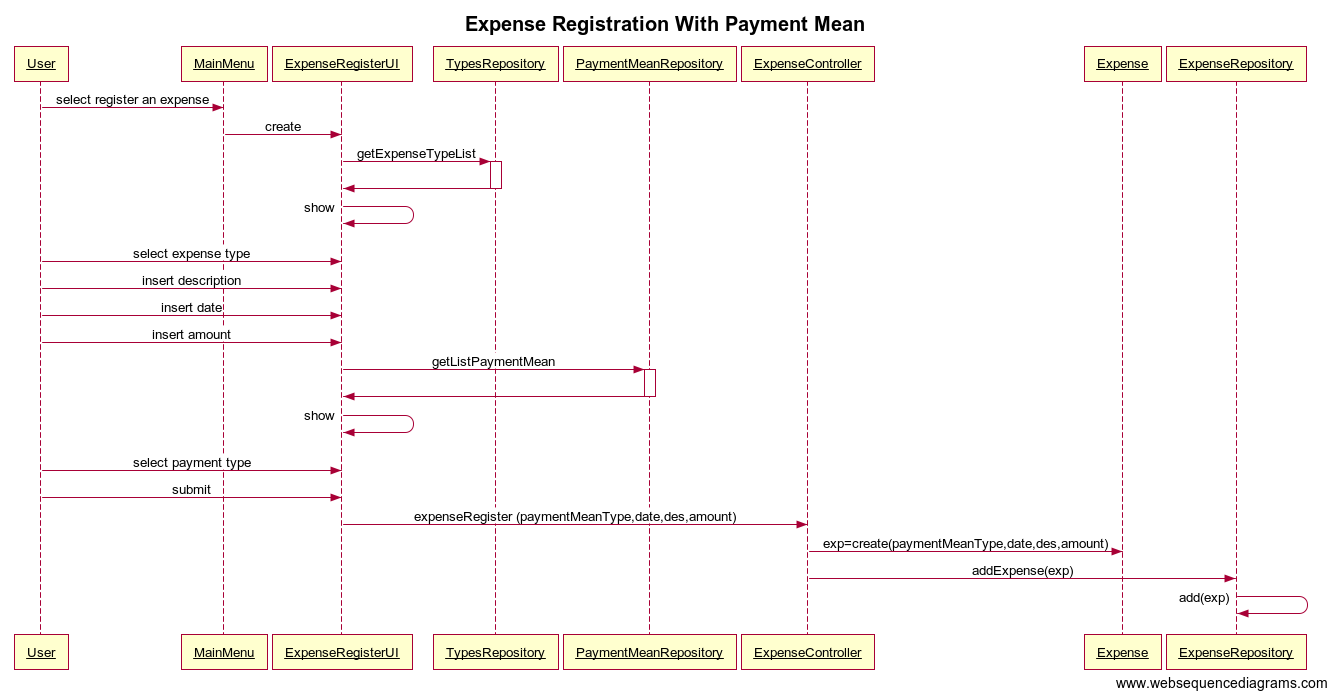 Expense Registration With Payment Mean
User
MainMenu
ExpenseRegisterUI
TypesRepository
PaymentMeanRepository
ExpenseController
Expense
ExpenseRepository
select register an expense
create
getExpenseTypeList
show
select expense type
insert description
insert date
insert amount
getListPaymentMean
show
select payment type
submit
expenseRegister (paymentMeanType,date,des,amount)
exp=create(paymentMeanType,date,des,amount)
addExpense(exp)
add(exp)
User
MainMenu
ExpenseRegisterUI
TypesRepository
PaymentMeanRepository
ExpenseController
Expense
ExpenseRepository
www.websequencediagrams.com